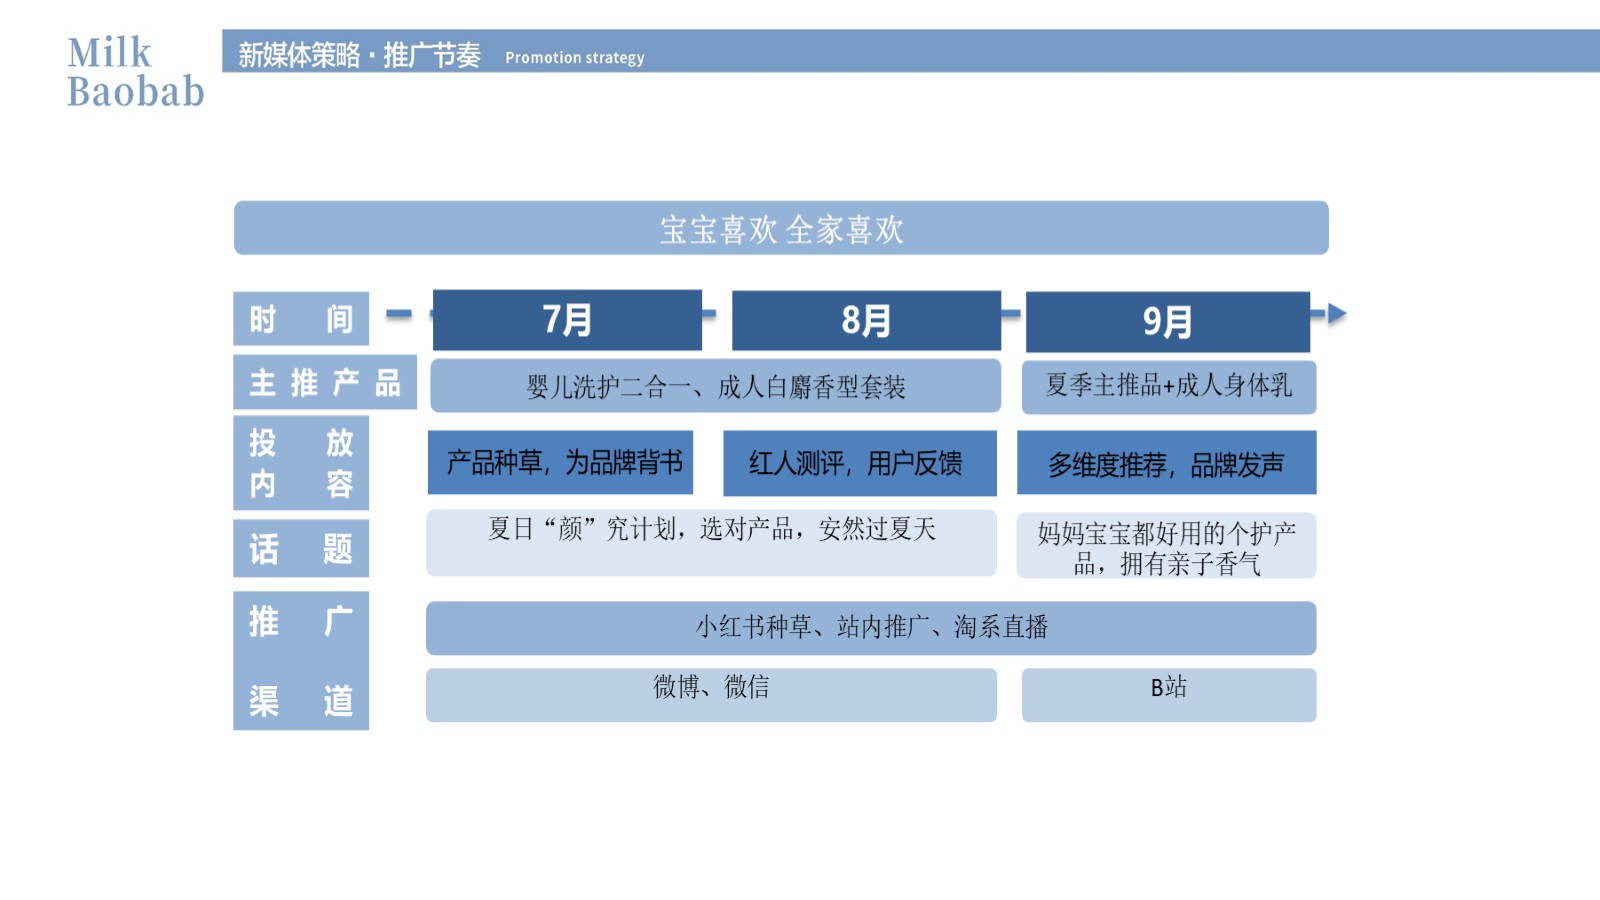 Milk
Baobab
新媒体策略·推广节奏 Promotion strategy
宝宝喜欢 全家喜欢
时 间 7月 8月 9月
主推产品 婴儿洗护二合一、成人白麝香型套装 夏季主推品+成人身体乳
投 放
内 容
产品种草，为品牌背书 红人测评，用户反馈 多维度推荐，品牌发声
话 题
夏日“颜”究计划，选对产品，安然过夏天
妈妈宝宝都好用的个护产
品，拥有亲子香气
推 广
渠 道
小红书种草、站内推广、淘系直播
微博、微信 B站